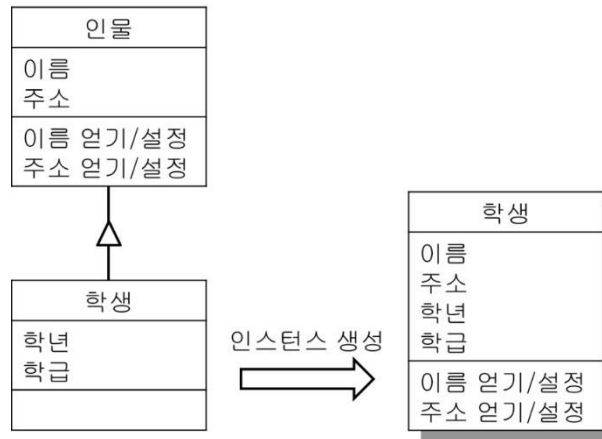 인물
이름
주소
이름 얻기/설정
주소 얻기/설정
학생
학년
학급
인스턴스 생성
학생
이름
주소
학년
학급
이름 얻기/설정
주소 얻기/설정